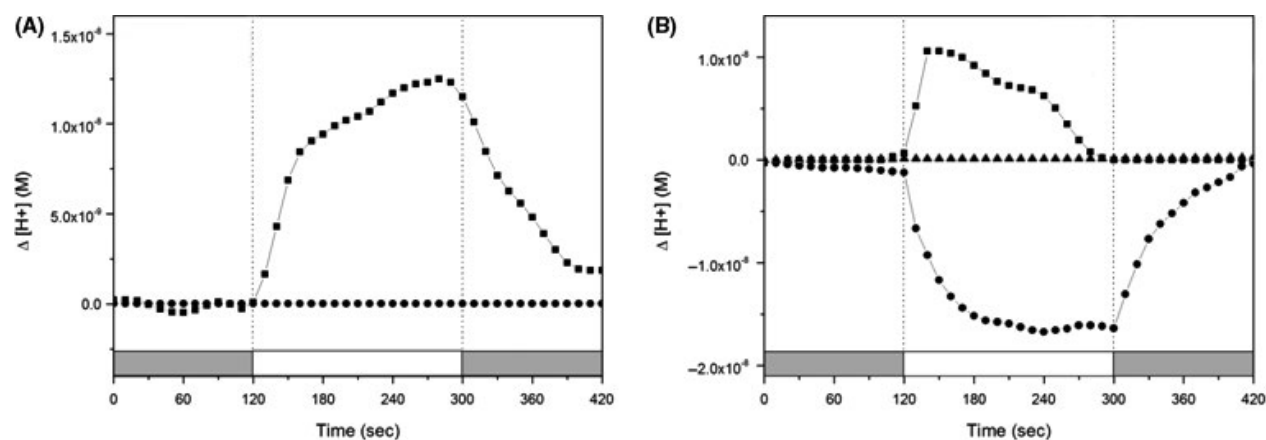 (A)
1.5x10⁻⁸
1.0x10⁻⁸
5.0x10⁻⁹
0.0
Δ [H+] (M)
0 60 120 180 240 300 360 420
Time (sec)
(B)
1.0x10⁻⁸
0.0
−1.0x10⁻⁸
−2.0x10⁻⁸
Δ [H+] (M)
0 60 120 180 240 300 360 420
Time (sec)